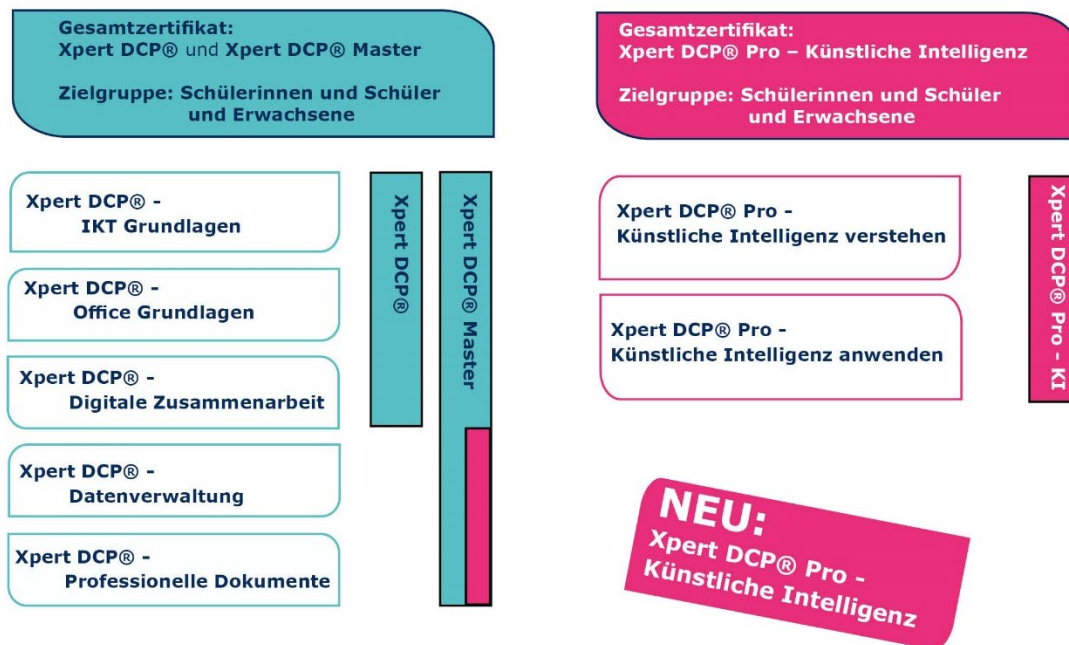 Gesamtzertifikat:
Xpert DCP® und Xpert DCP® Master
Zielgruppe: Schülerinnen und Schüler
und Erwachsene
Xpert DCP® -
IKT Grundlagen
Xpert DCP® -
Office Grundlagen
Xpert DCP® -
Digitale Zusammenarbeit
Xpert DCP® -
Datenverwaltung
Xpert DCP® -
Professionelle Dokumente
Xpert DCP®
Xpert DCP® Master
Gesamtzertifikat:
Xpert DCP® Pro – Künstliche Intelligenz
Zielgruppe: Schülerinnen und Schüler
und Erwachsene
Xpert DCP® Pro -
Künstliche Intelligenz verstehen
Xpert DCP® Pro -
Künstliche Intelligenz anwenden
Xpert DCP® Pro - KI
NEU:
Xpert DCP® Pro -
Künstliche Intelligenz